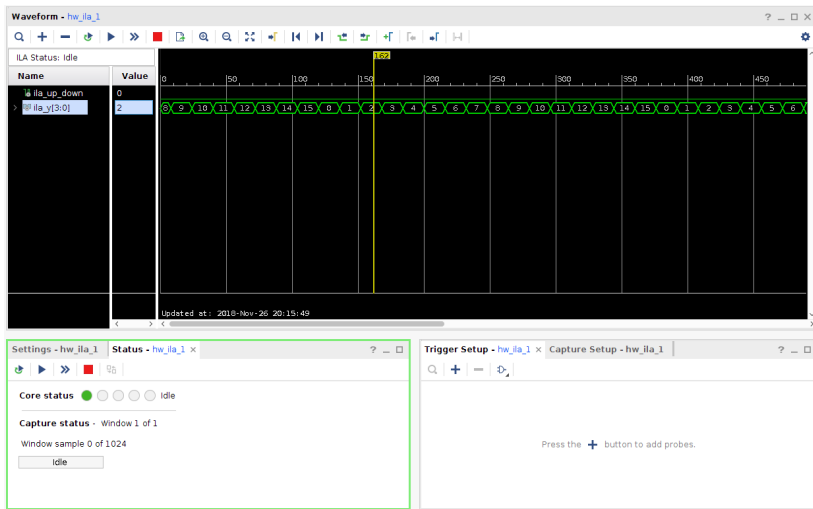 Waveform - hw_ila_1
ILA Status: Idle
Name Value
ila_up_down 0
ila_y[3:0] 2
162
0 50 100 150 200 250 300 350 400 450
8 9 10 11 12 13 14 15 0 1 2 3 4 5 6 7 8 9 10 11 12 13 14 15 0 1 2 3 4 5 6
Updated at: 2018-Nov-26 20:15:49
Settings - hw_ila_1 Status - hw_ila_1
Core status Idle
Capture status - Window 1 of 1
Window sample 0 of 1024
Idle
Trigger Setup - hw_ila_1 Capture Setup - hw_ila_1
Press the + button to add probes.